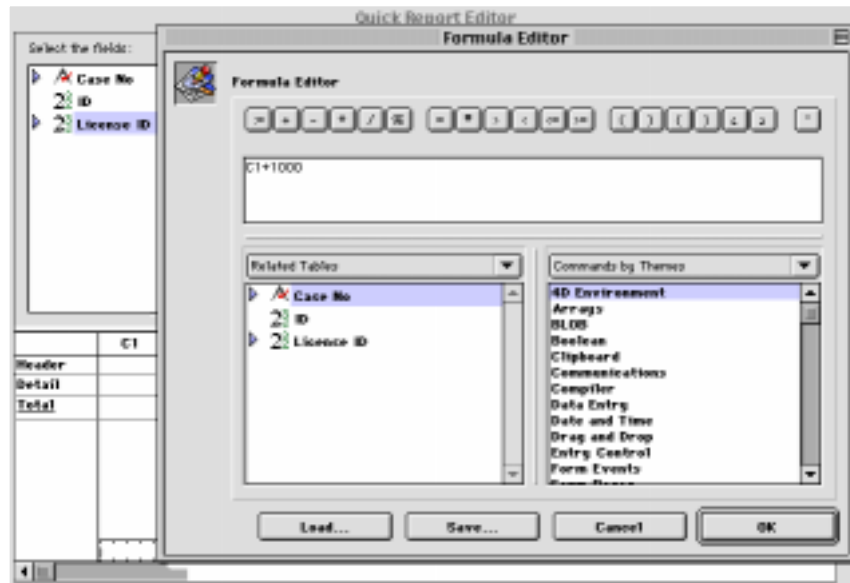 Quick Report Editor
Formula Editor
Select the fields:
Case No
ID
License ID
Formula Editor
C1+1000
Related Tables
Commands by Themes
Case No
ID
License ID
4D Environment
Arrays
BLOB
Boolean
Clipboard
Communications
Compiler
Data Entry
Date and Time
Drag and Drop
Entry Control
Form Events
C1
Header
Detail
Total
Load...
Save...
Cancel
OK